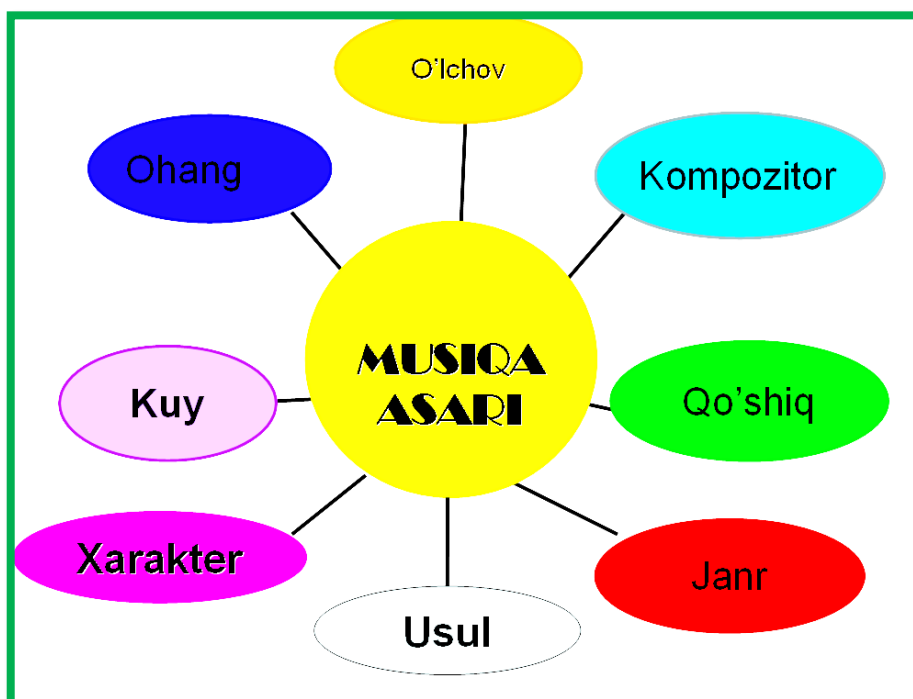 O'lchov
Ohang
Kompozitor
MUSIQA
ASARI
Kuy
Qo'shiq
Xarakter
Janr
Usul